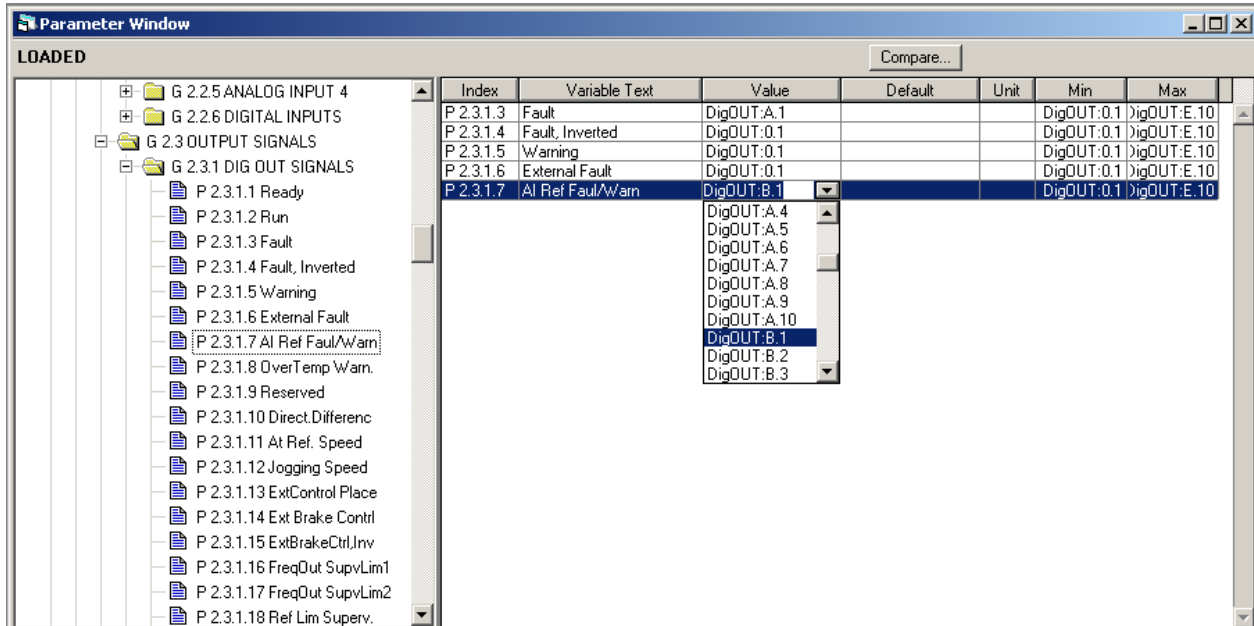 Parameter Window
LOADED
Compare...
G 2.2.5 ANALOG INPUT 4
G 2.2.6 DIGITAL INPUTS
G 2.3 OUTPUT SIGNALS
G 2.3.1 DIG OUT SIGNALS
P 2.3.1.1 Ready
P 2.3.1.2 Run
P 2.3.1.3 Fault
P 2.3.1.4 Fault, Inverted
P 2.3.1.5 Warning
P 2.3.1.6 External Fault
P 2.3.1.7 AI Ref Faul/Warn
P 2.3.1.8 OverTemp Warn.
P 2.3.1.9 Reserved
P 2.3.1.10 Direct.Differenc
P 2.3.1.11 At Ref. Speed
P 2.3.1.12 Jogging Speed
P 2.3.1.13 ExtControl Place
P 2.3.1.14 Ext Brake Contrl
P 2.3.1.15 ExtBrakeCtrl,Inv
P 2.3.1.16 FreqOut SupvLim1
P 2.3.1.17 FreqOut SupvLim2
P 2.3.1.18 Ref Lim Superv.
Index Variable Text Value Default Unit Min Max
P 2.3.1.3 Fault DigOUT:A.1 DigOUT:0.1 DigOUT:E.10
P 2.3.1.4 Fault, Inverted DigOUT:0.1 DigOUT:0.1 DigOUT:E.10
P 2.3.1.5 Warning DigOUT:0.1 DigOUT:0.1 DigOUT:E.10
P 2.3.1.6 External Fault DigOUT:0.1 DigOUT:0.1 DigOUT:E.10
P 2.3.1.7 AI Ref Faul/Warn DigOUT:B.1 DigOUT:0.1 DigOUT:E.10
DigOUT:A.4
DigOUT:A.5
DigOUT:A.6
DigOUT:A.7
DigOUT:A.8
DigOUT:A.9
DigOUT:A.10
DigOUT:B.1
DigOUT:B.2
DigOUT:B.3